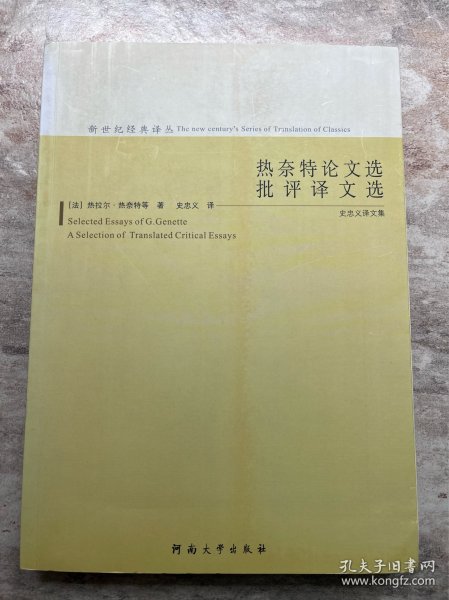 新世纪经典译丛 The new century's Series of Translation of Classics
热奈特论文选
批评译文选
[法] 热拉尔·热奈特等 著 史忠义 译
史忠义译文集
Selected Essays of G.Genette
A Selection of Translated Critical Essays
河南大学出版社
孔夫子旧书网
www.kongfz.com